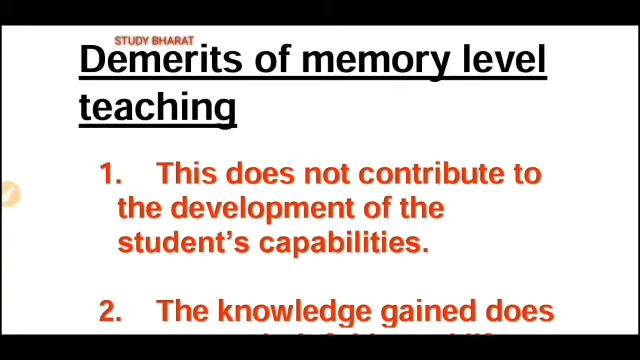 STUDY BHARAT
Demerits of memory level
teaching
1. This does not contribute to
the development of the
student's capabilities.
2. The knowledge gained does